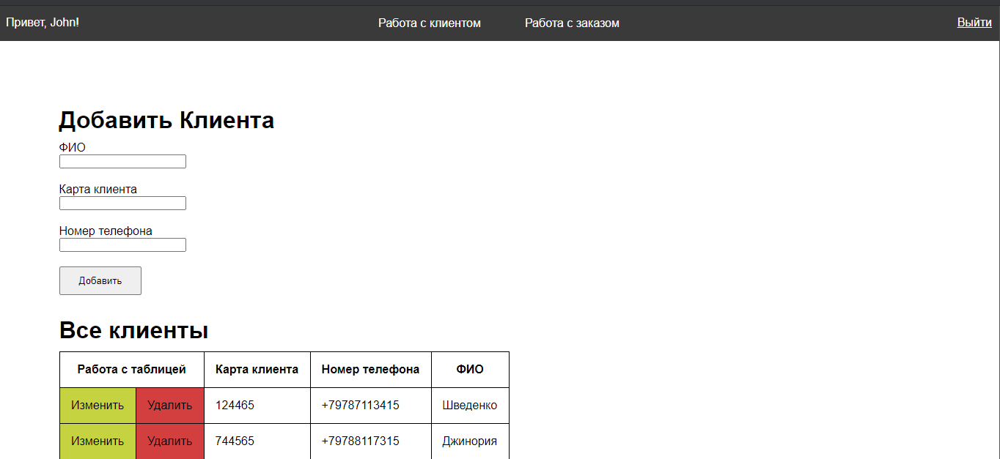 Привет, John! Работа с клиентом Работа с заказом Выйти
Добавить Клиента
ФИО
Карта клиента
Номер телефона
Добавить
Все клиенты
Работа с таблицей Карта клиента Номер телефона ФИО
Изменить Удалить 124465 +79787113415 Шведенко
Изменить Удалить 744565 +79788117315 Джинория